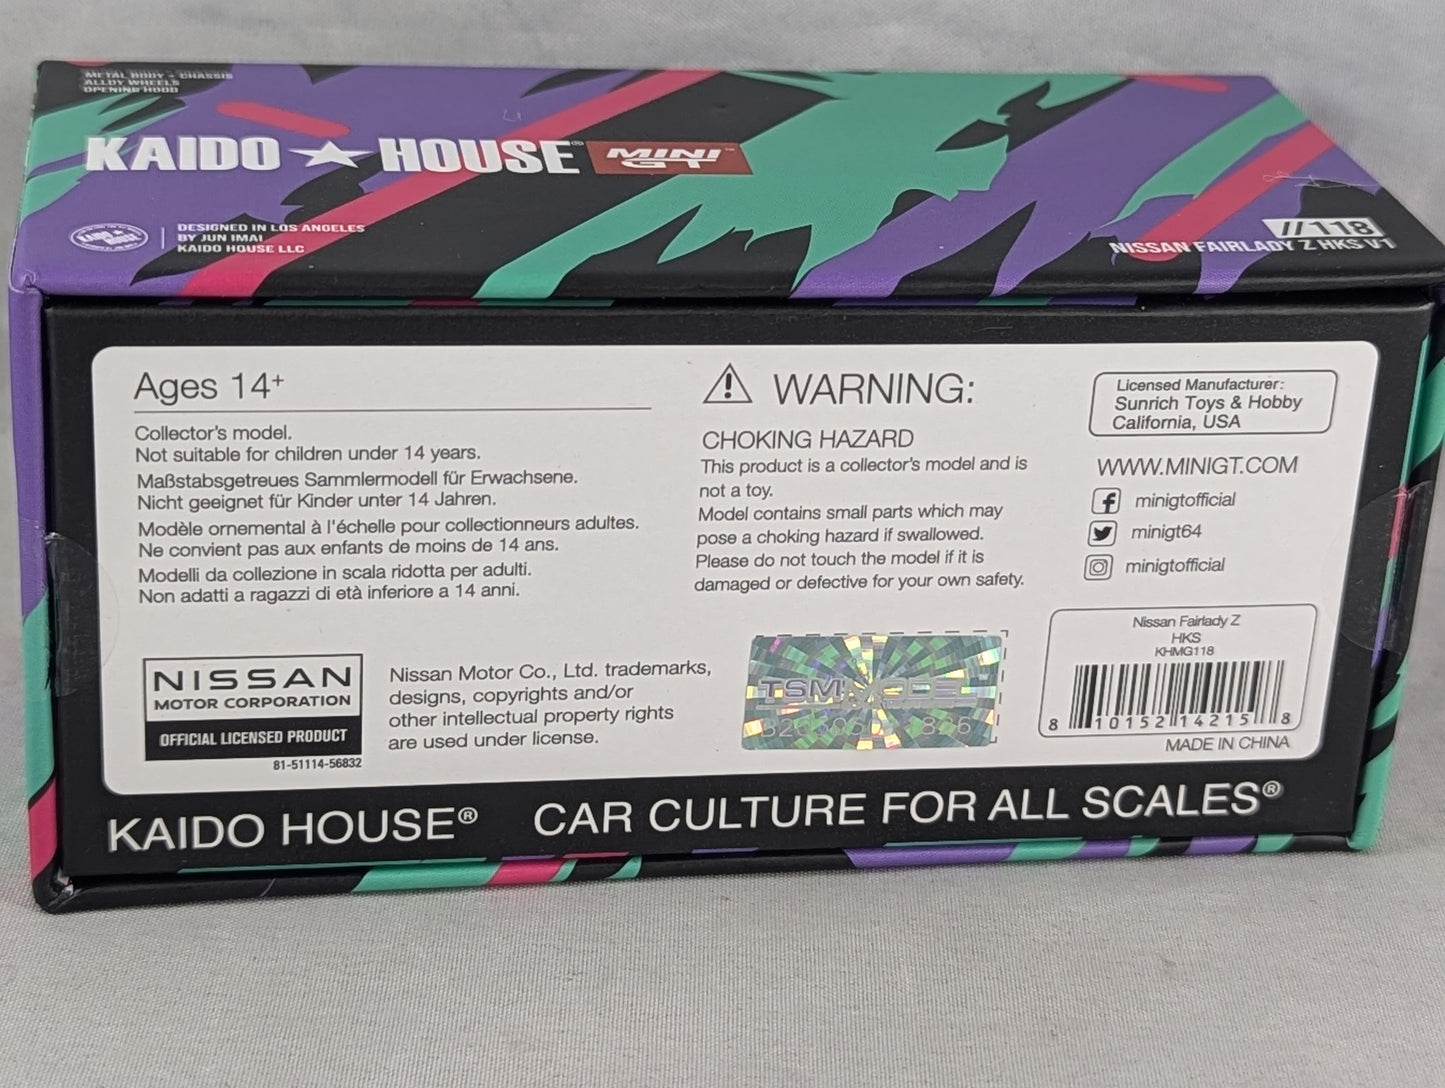 METAL BODY + CHASSIS
ALLOY WHEELS
OPENING HOOD
KAIDO ★ HOUSE® MINI GT™
KAIDO★HOUSE
DESIGNED IN LOS ANGELES
BY JUN IMAI
KAIDO HOUSE LLC
//118
NISSAN FAIRLADY Z HKS V1
Ages 14+
Collector's model.
Not suitable for children under 14 years.
Maßstabsgetreues Sammlermodell für Erwachsene.
Nicht geeignet für Kinder unter 14 Jahren.
Modèle ornemental à l'échelle pour collectionneurs adultes.
Ne convient pas aux enfants de moins de 14 ans.
Modelli da collezione in scala ridotta per adulti.
Non adatti a ragazzi di età inferiore a 14 anni.
NISSAN
MOTOR CORPORATION
OFFICIAL LICENSED PRODUCT
81-51114-56832
Nissan Motor Co., Ltd. trademarks,
designs, copyrights and/or
other intellectual property rights
are used under license.
WARNING:
CHOKING HAZARD
This product is a collector's model and is
not a toy.
Model contains small parts which may
pose a choking hazard if swallowed.
Please do not touch the model if it is
damaged or defective for your own safety.
TSM
Licensed Manufacturer:
Sunrich Toys & Hobby
California, USA
WWW.MINIGT.COM
minigtofficial
minigt64
minigtofficial
Nissan Fairlady Z
HKS
KHMG118
8 10152 14215 8
MADE IN CHINA
KAIDO HOUSE® CAR CULTURE FOR ALL SCALES®